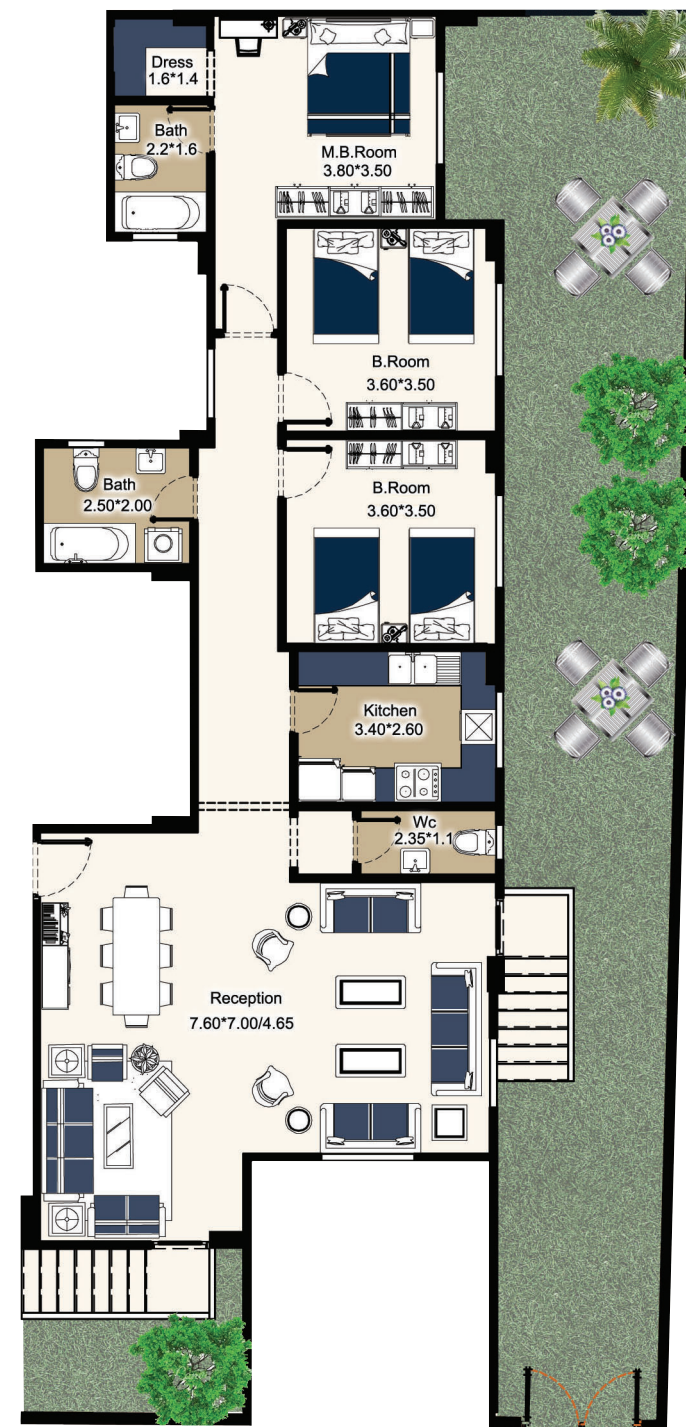 Dress
1.6*1.4
Bath
2.2*1.6
M.B.Room
3.80*3.50
B.Room
3.60*3.50
B.Room
3.60*3.50
Bath
2.50*2.00
Kitchen
3.40*2.60
Wc
2.35*1.1
Reception
7.60*7.00/4.65